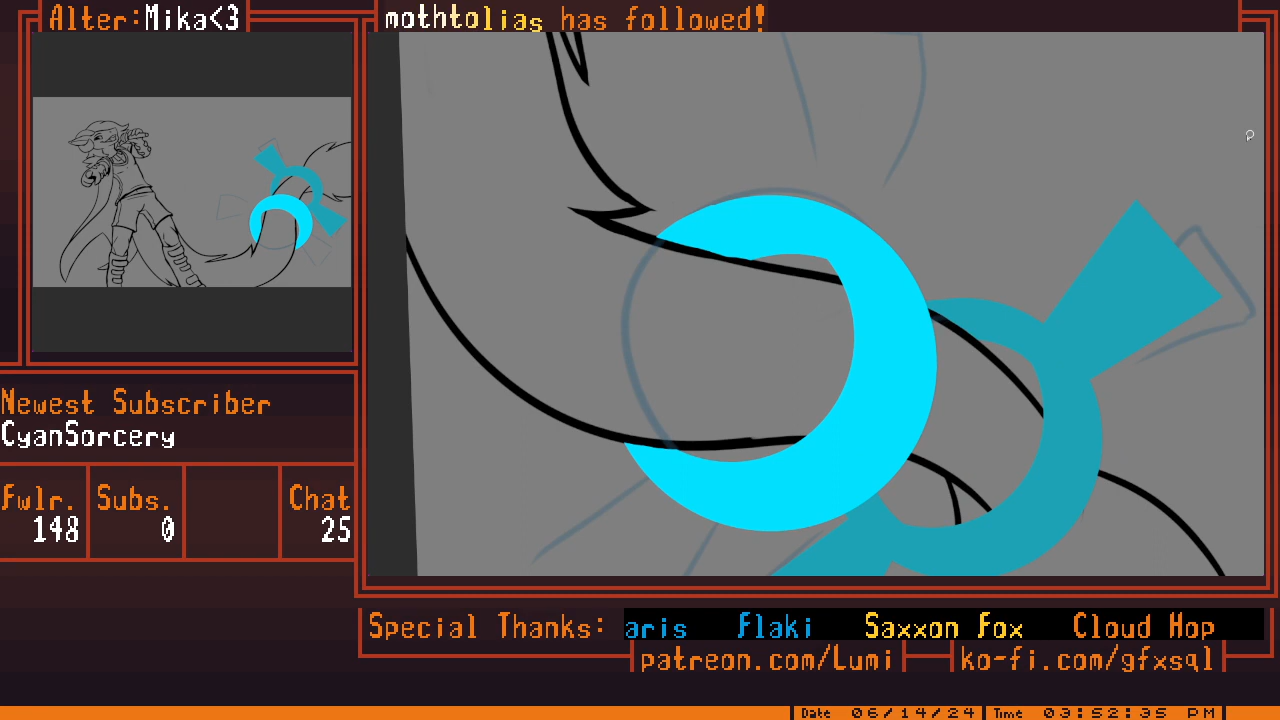 Alter:Mika<3
mothtolias has followed!
Newest Subscriber
CyanSorcery
Fwlr. Subs. Chat
148 0 25
Special Thanks: aris Flaki Saxxon Fox Cloud Hop
patreon.com/Lumi ko-fi.com/gfxsql
Date 06/14/24 Time 03:52:35 PM